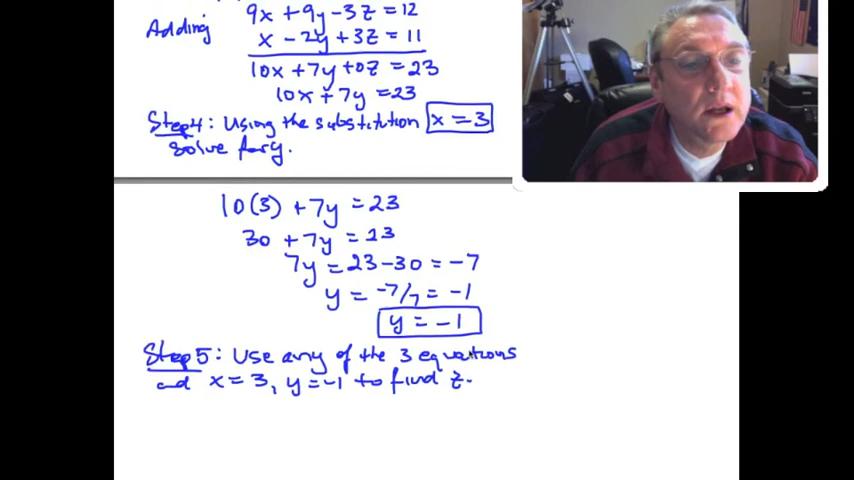 Adding
9x + 9y - 3z = 12
x - 2y + 3z = 11
10x + 7y + 0z = 23
10x + 7y = 23
Step 4: Using the substitution x = 3
solve for y.
10(3) + 7y = 23
30 + 7y = 23
7y = 23 - 30 = -7
y = -7/7 = -1
y = -1
Step 5: Use any of the 3 equations
and x = 3, y = -1 to find z.